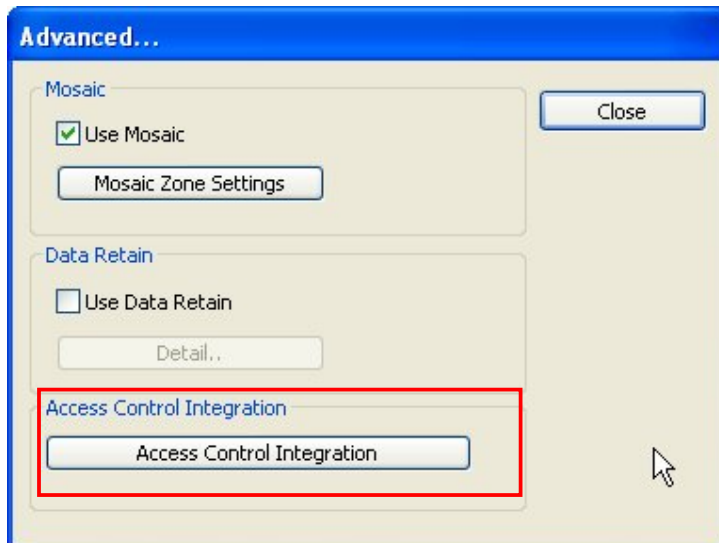 Advanced...
Mosaic
Close
Use Mosaic
Mosaic Zone Settings
Data Retain
Use Data Retain
Detail..
Access Control Integration
Access Control Integration